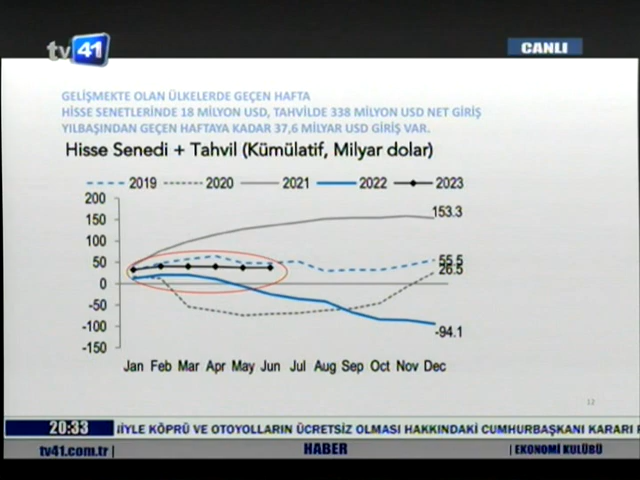 tv 41
CANLI
GELİŞMEKTE OLAN ÜLKELERDE GEÇEN HAFTA
HİSSE SENETLERİNDE 18 MİLYON USD, TAHVİLDE 338 MİLYON USD NET GİRİŞ
YILBAŞINDAN GEÇEN HAFTAYA KADAR 37,6 MİLYAR USD GİRİŞ VAR.
Hisse Senedi + Tahvil (Kümülatif, Milyar dolar)
2019 2020 2021 2022 2023
200
150
100
50
0
-50
-100
-150
153.3
55.5
26.5
-94.1
Jan Feb Mar Apr May Jun Jul Aug Sep Oct Nov Dec
12
20:33 İİYLE KÖPRÜ VE OTOYOLLARIN ÜCRETSİZ OLMASI HAKKINDAKİ CUMHURBAŞKANI KARARI
tv41.com.tr | HABER | EKONOMİ KULÜBÜ